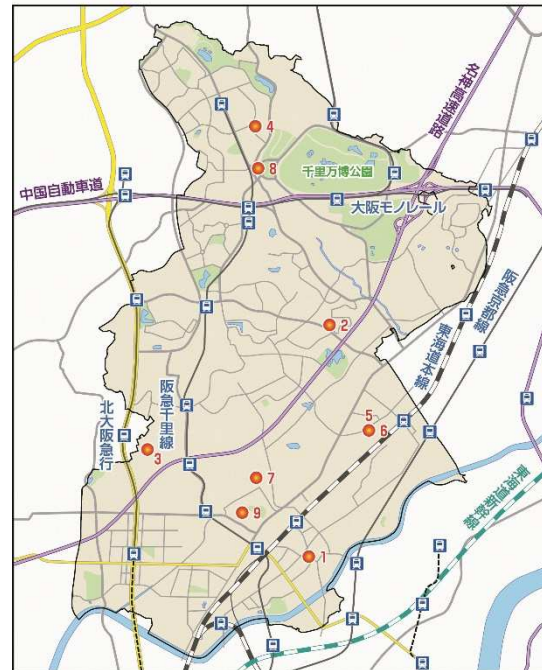 名神高速道路
4
8
千里万博公園
中国自動車道
大阪モノレール
阪急京都線
東海道本線
2
阪急千里線
北大阪急行
5
6
3
7
9
東海道新幹線
1